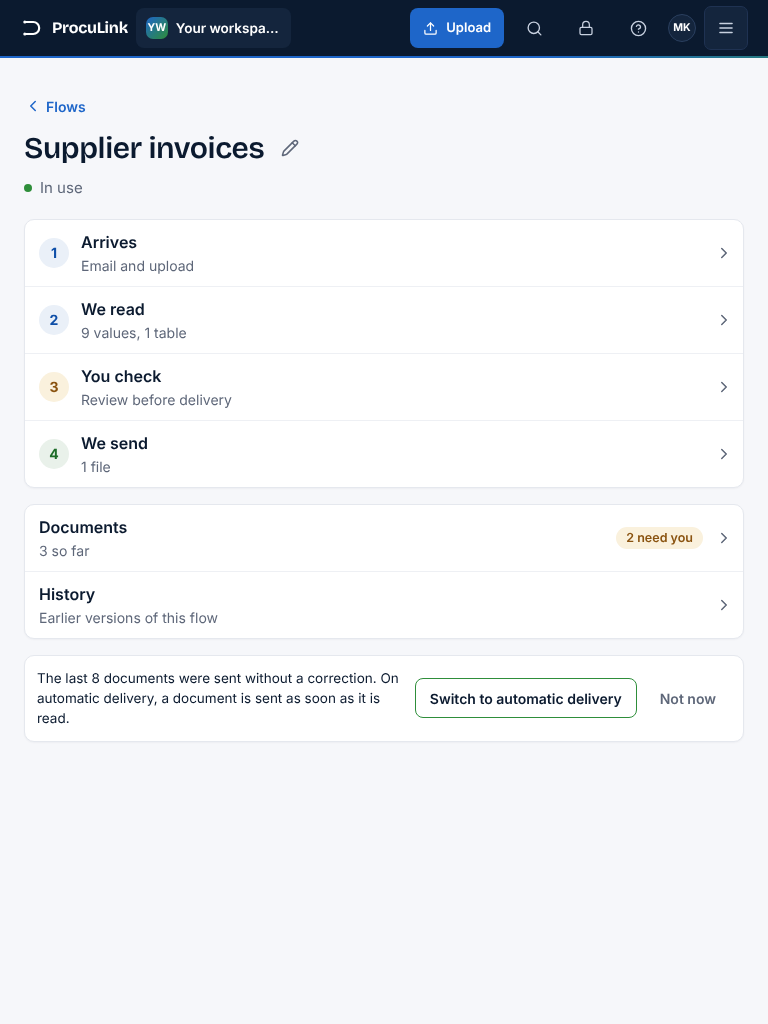 ProcuLink
YW Your workspa...
Upload
MK
Flows
Supplier invoices
In use
1 Arrives
Email and upload
2 We read
9 values, 1 table
3 You check
Review before delivery
4 We send
1 file
Documents
3 so far
2 need you
History
Earlier versions of this flow
The last 8 documents were sent without a correction. On
automatic delivery, a document is sent as soon as it is
read.
Switch to automatic delivery
Not now